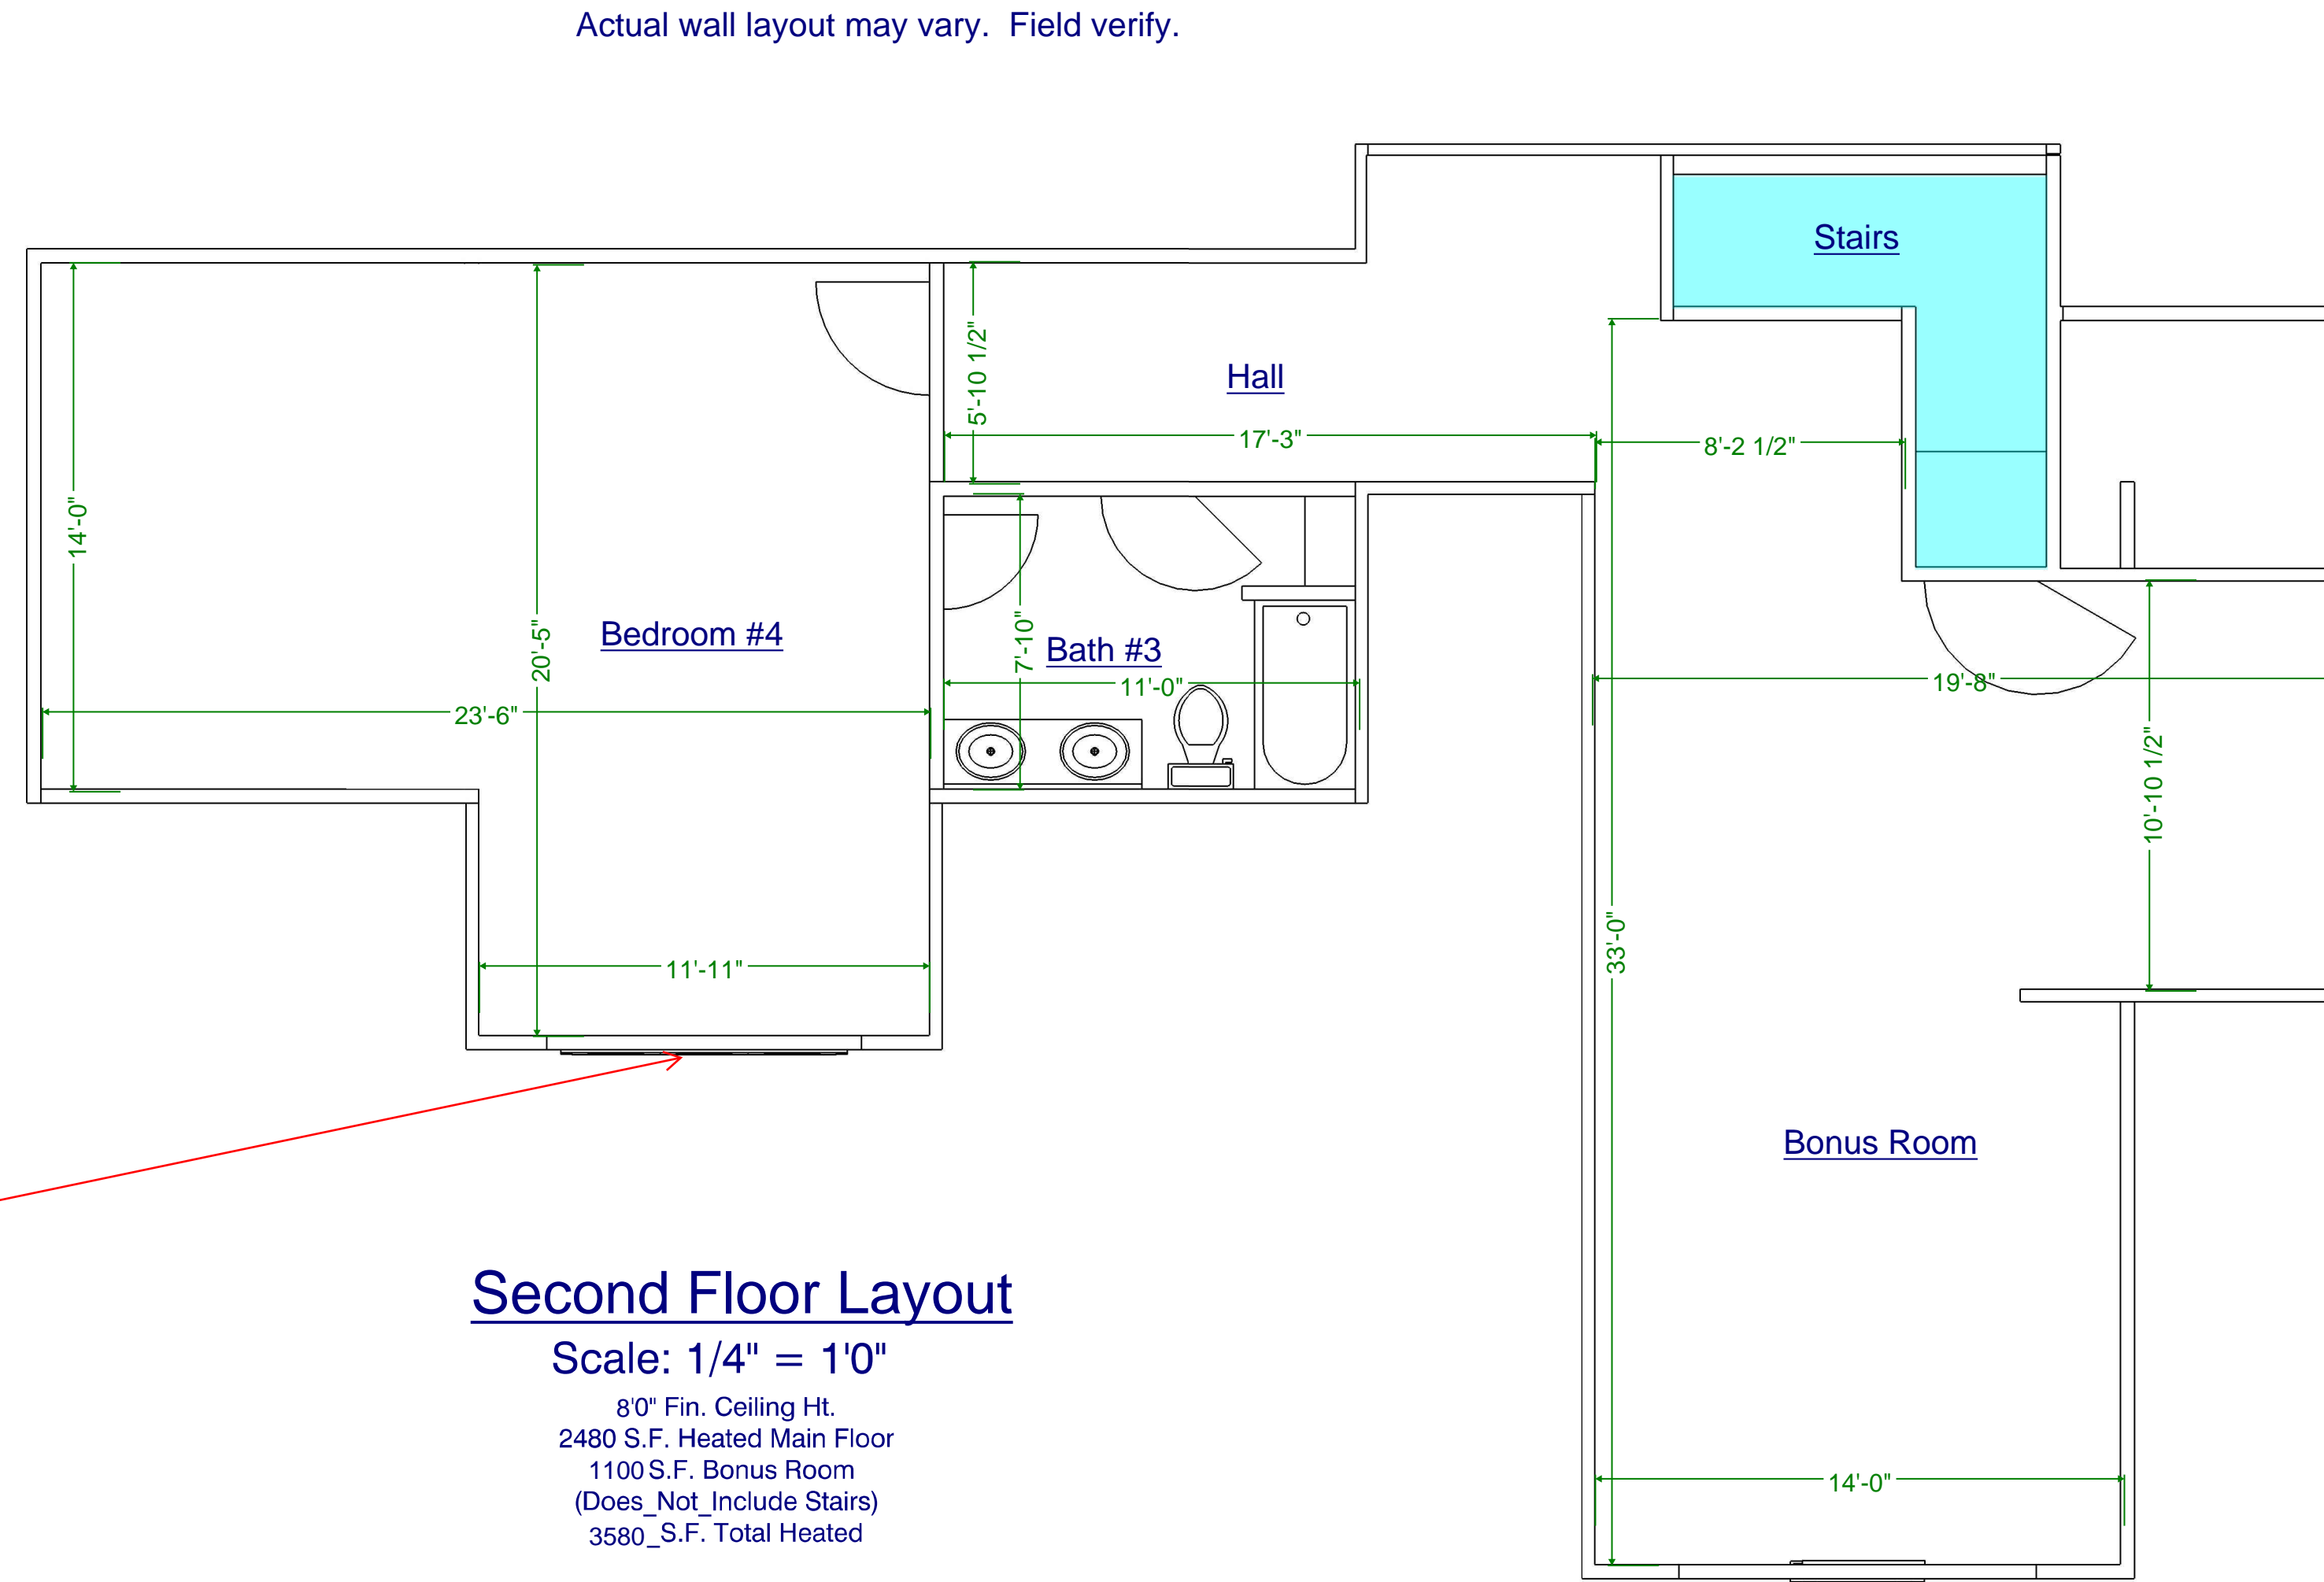 Actual wall layout may vary.  Field verify.
Stairs
5'-10 1/2"
Hall
17'-3"
8'-2 1/2"
14'-0"
20'-5"
Bedroom #4
7'-10"
Bath #3
11'-0"
19'-8"
23'-6"
10'-10 1/2"
33'-0"
11'-11"
Bonus Room
Second Floor Layout
Scale: 1/4" = 1'0"
8'0" Fin. Ceiling Ht.
2480 S.F. Heated Main Floor
1100 S.F. Bonus Room
(Does_Not_Include Stairs)
3580_S.F. Total Heated
14'-0"